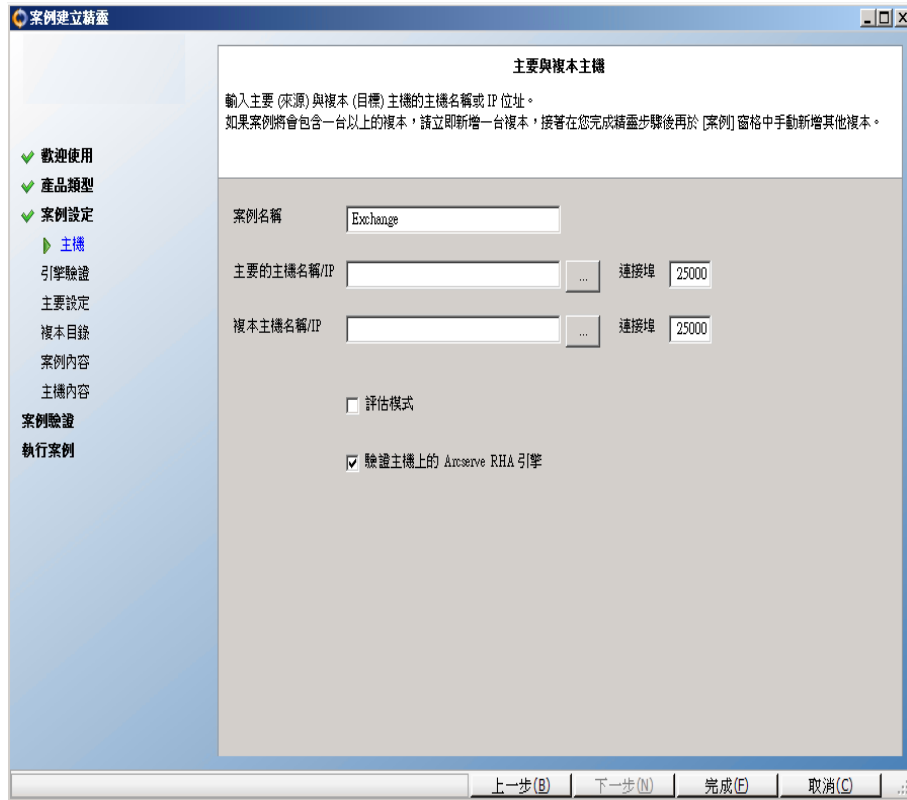 案例建立精靈
主要與複本主機
輸入主要 (來源) 與複本 (目標) 主機的主機名稱或 IP 位址。
如果案例將會包含一台以上的複本，請立即新增一台複本，接著在您完成精靈步驟後再於 [案例] 窗格中手動新增其他複本。
歡迎使用
產品類型
案例設定
主機
引擎驗證
主要設定
複本目錄
案例內容
主機內容
案例驗證
執行案例
案例名稱 Exchange
主要的主機名稱/IP ... 連接埠 25000
複本主機名稱/IP ... 連接埠 25000
評估模式
驗證主機上的 Arcserve RHA 引擎
上一步(B) 下一步(N) 完成(F) 取消(C)